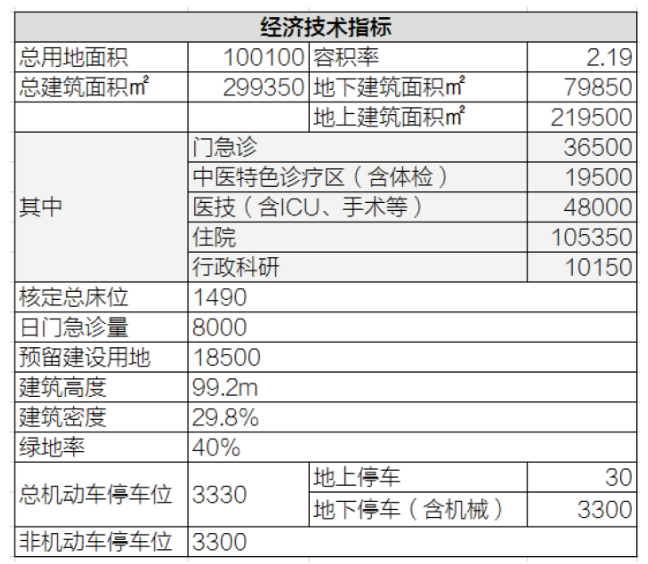 经济技术指标
总用地面积 100100 容积率 2.19
总建筑面积㎡ 299350 地下建筑面积㎡ 79850
地上建筑面积㎡ 219500
门急诊 36500
中医特色诊疗区（含体检） 19500
其中 医技（含ICU、手术等） 48000
住院 105350
行政科研 10150
核定总床位 1490
日门急诊量 8000
预留建设用地 18500
建筑高度 99.2m
建筑密度 29.8%
绿地率 40%
总机动车停车位 3330 地上停车 30
地下停车（含机械） 3300
非机动车停车位 3300